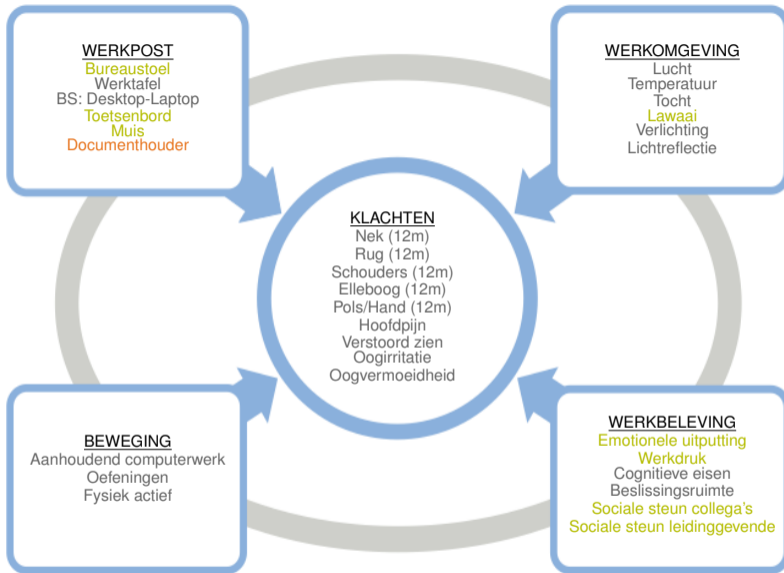 WERKPOST
Bureaustoel
Werktafel
BS: Desktop-Laptop
Toetsenbord
Muis
Documenthouder
WERKOMGEVING
Lucht
Temperatuur
Tocht
Lawaai
Verlichting
Lichtreflectie
KLACHTEN
Nek (12m)
Rug (12m)
Schouders (12m)
Elleboog (12m)
Pols/Hand (12m)
Hoofdpijn
Verstoord zien
Oogirritatie
Oogvermoeidheid
BEWEGING
Aanhoudend computerwerk
Oefeningen
Fysiek actief
WERKBELEVING
Emotionele uitputting
Werkdruk
Cognitieve eisen
Beslissingsruimte
Sociale steun collega's
Sociale steun leidinggevende